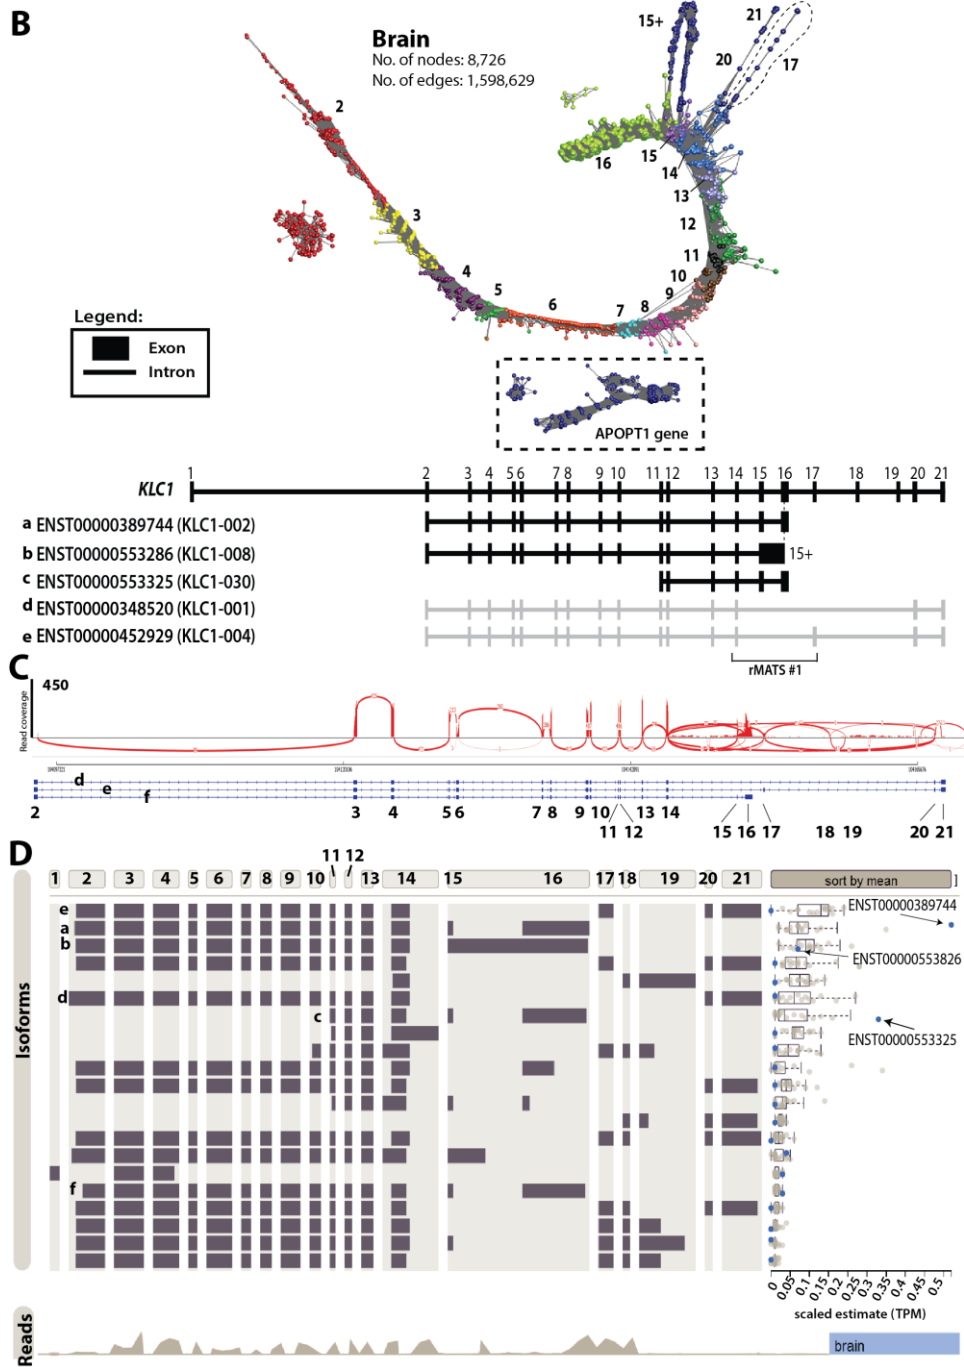 B
Brain
No. of nodes: 8,726
No. of edges: 1,598,629
15+
21
20
17
2
16
15
14
13
12
3
11
4
10
5
9
6
7
8
Legend:
Exon
Intron
APOPT1 gene
1 2 3 4 5 6 7 8 9 10 11 12 13 14 15 16 17 18 19 20 21
KLC1
a ENST00000389744 (KLC1-002)
b ENST00000553286 (KLC1-008) 15+
c ENST00000553325 (KLC1-030)
d ENST00000348520 (KLC1-001)
e ENST00000452929 (KLC1-004)
rMATS #1
C
450
Read coverage
d
e
f
2 3 4 5 6 7 8 9 10 13 14 15 16 17 18 19 20 21
11 12
D
11 12
1 2 3 4 5 6 7 8 9 10 13 14 15 16 17 18 19 20 21 sort by mean ]
Isoforms
e
ENST00000389744
a
b
ENST00000553826
d
c
ENST00000553325
f
0 0.05 0.1 0.15 0.2 0.25 0.3 0.35 0.4 0.45 0.5
scaled estimate (TPM)
Reads
brain